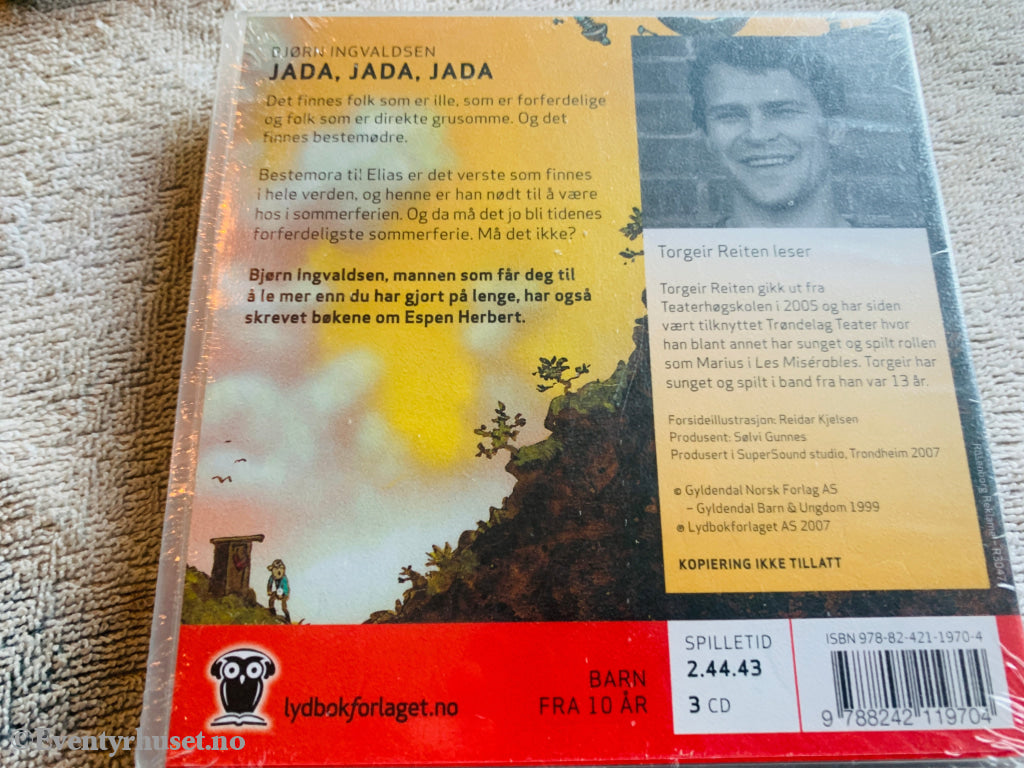 BJØRN INGVALDSEN
JADA, JADA, JADA
Det finnes folk som er ille, som er forferdelige
og folk som er direkte grusomme. Og det
finnes bestemødre.
Bestemora til Elias er det verste som finnes
i hele verden, og henne er han nødt til å være
hos i sommerferien. Og da må det jo bli tidenes
forferdeligste sommerferie. Må det ikke?
Bjørn Ingvaldsen, mannen som får deg til
å le mer enn du har gjort på lenge, har også
skrevet bøkene om Espen Herbert.
Torgeir Reiten leser
Torgeir Reiten gikk ut fra
Teaterhøgskolen i 2005 og har siden
vært tilknyttet Trøndelag Teater hvor
han blant annet har sunget og spilt rollen
som Marius i Les Misérables. Torgeir har
sunget og spilt i band fra han var 13 år.
Forsideillustrasjon: Reidar Kjelsen
Produsent: Sølvi Gunnes
Produsert i SuperSound studio, Trondheim 2007
© Gyldendal Norsk Forlag AS
– Gyldendal Barn & Ungdom 1999
℗ Lydbokforlaget AS 2007
KOPIERING IKKE TILLATT
lydbokforlaget.no
BARN
FRA 10 ÅR
SPILLETID
2.44.43
3 CD
ISBN 978-82-421-1970-4
9 788242 119704
©Eventyrhuset.no